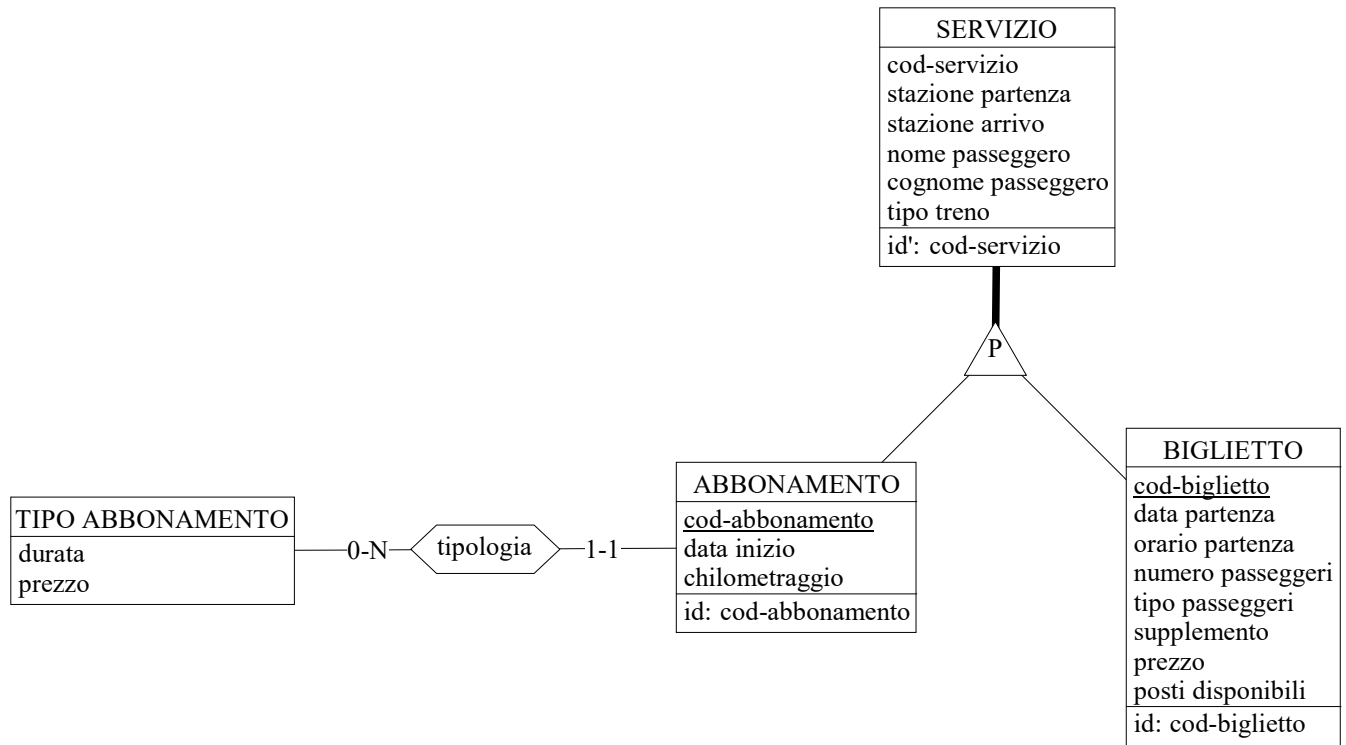 SERVIZIO
cod-servizio
stazione partenza
stazione arrivo
nome passeggero
cognome passeggero
tipo treno
id': cod-servizio
P
TIPO ABBONAMENTO
durata
prezzo
0-N
tipologia
1-1
ABBONAMENTO
cod-abbonamento
data inizio
chilometraggio
id: cod-abbonamento
BIGLIETTO
cod-biglietto
data partenza
orario partenza
numero passeggeri
tipo passeggeri
supplemento
prezzo
posti disponibili
id: cod-biglietto